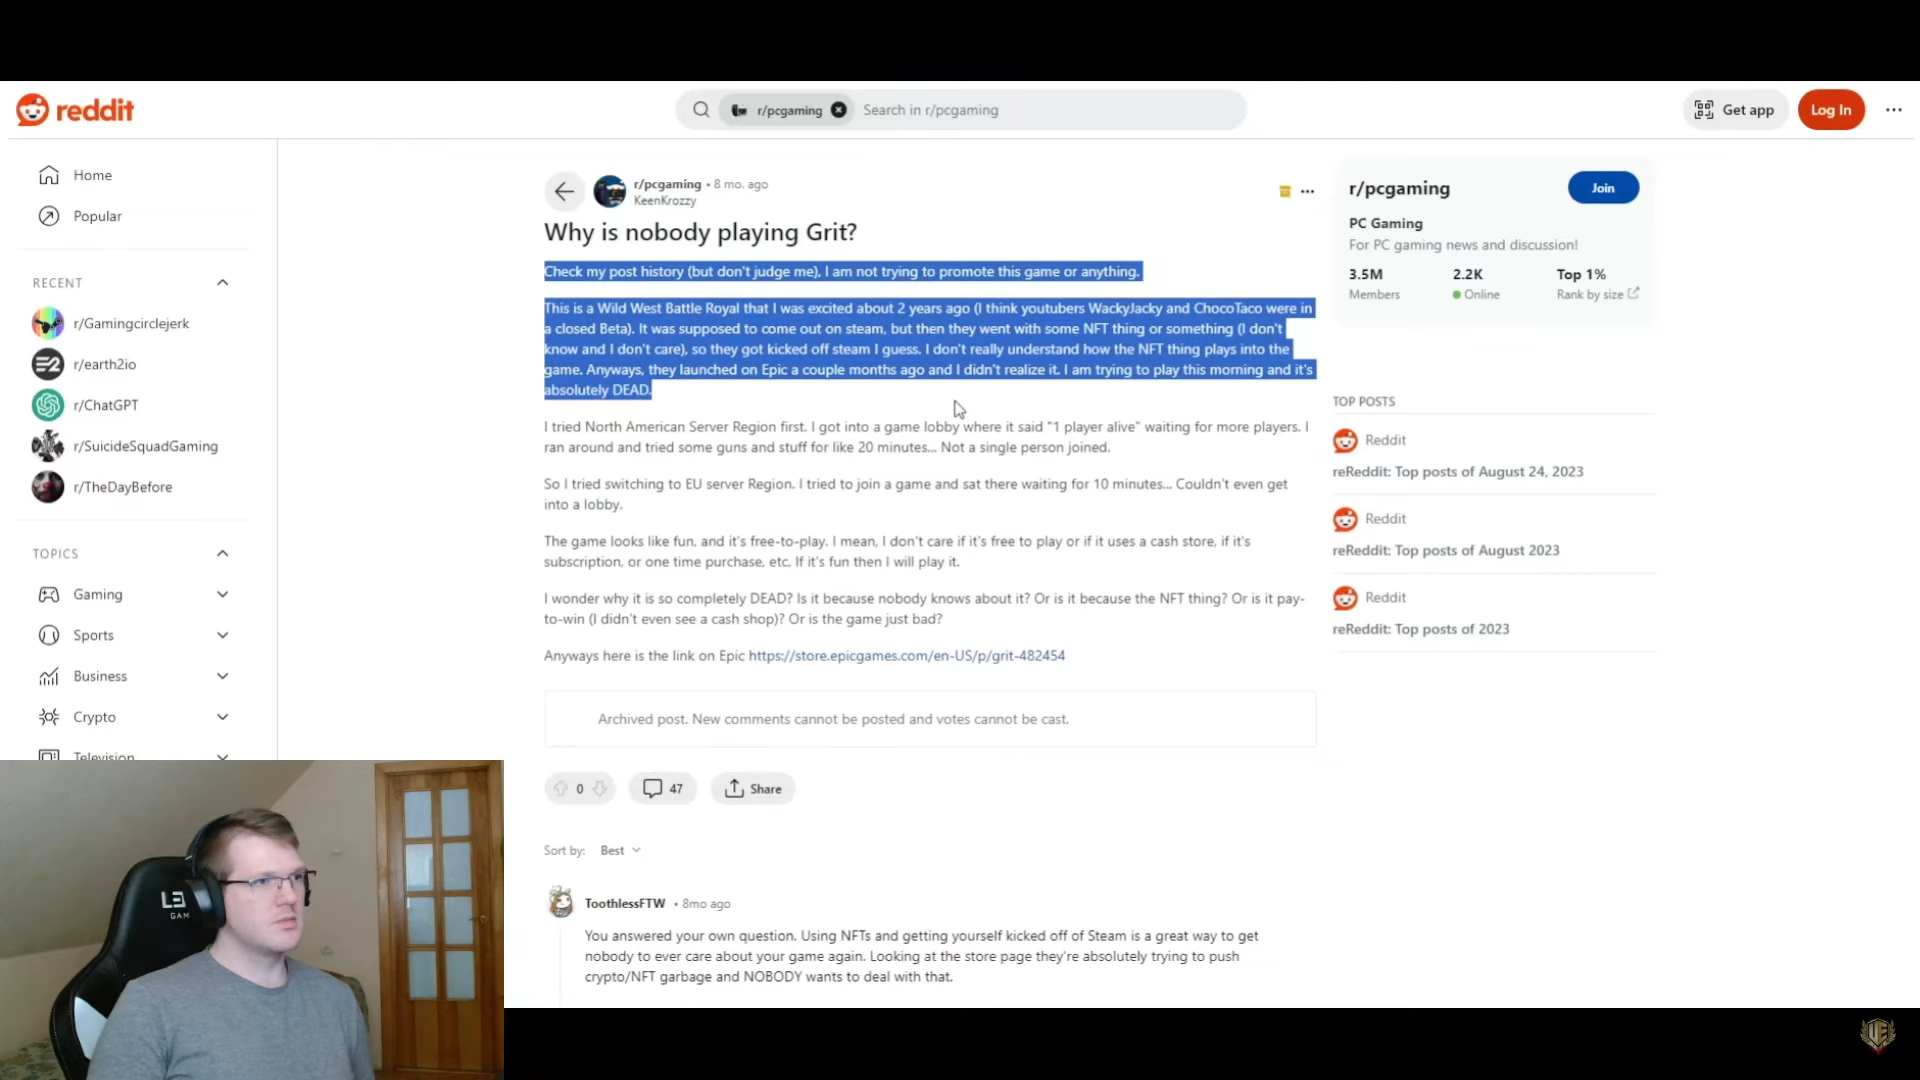 reddit
r/pcgaming
Search in r/pcgaming
Get app
Log In
Home
Popular
RECENT
r/Gamingcirclejerk
r/earth2io
r/ChatGPT
r/SuicideSquadGaming
r/TheDayBefore
TOPICS
Gaming
Sports
Business
Crypto
Television
r/pcgaming • 8 mo. ago
KeenKrozzy
Why is nobody playing Grit?
Check my post history (but don't judge me), I am not trying to promote this game or anything.
This is a Wild West Battle Royal that I was excited about 2 years ago (I think youtubers WackyJacky and ChocoTaco were in
a closed Beta). It was supposed to come out on steam, but then they went with some NFT thing or something (I don't
know and I don't care), so they got kicked off steam I guess. I don't really understand how the NFT thing plays into the
game. Anyways, they launched on Epic a couple months ago and I didn't realize it. I am trying to play this morning and it's
absolutely DEAD.
I tried North American Server Region first. I got into a game lobby where it said "1 player alive" waiting for more players. I
ran around and tried some guns and stuff for like 20 minutes... Not a single person joined.
So I tried switching to EU server Region. I tried to join a game and sat there waiting for 10 minutes... Couldn't even get
into a lobby.
The game looks like fun, and it's free-to-play. I mean, I don't care if it's free to play or if it uses a cash store, if it's
subscription, or one time purchase, etc. If it's fun then I will play it.
I wonder why it is so completely DEAD? Is it because nobody knows about it? Or is it because the NFT thing? Or is it pay-
to-win (I didn't even see a cash shop)? Or is the game just bad?
Anyways here is the link on Epic https://store.epicgames.com/en-US/p/grit-482454
Archived post. New comments cannot be posted and votes cannot be cast.
0
47
Share
Sort by: Best
ToothlessFTW • 8mo ago
You answered your own question. Using NFTs and getting yourself kicked off of Steam is a great way to get
nobody to ever care about your game again. Looking at the store page they're absolutely trying to push
crypto/NFT garbage and NOBODY wants to deal with that.
r/pcgaming
Join
PC Gaming
For PC gaming news and discussion!
3.5M 2.2K Top 1%
Members Online Rank by size
TOP POSTS
Reddit
reReddit: Top posts of August 24, 2023
Reddit
reReddit: Top posts of August 2023
Reddit
reReddit: Top posts of 2023
GAM
UE